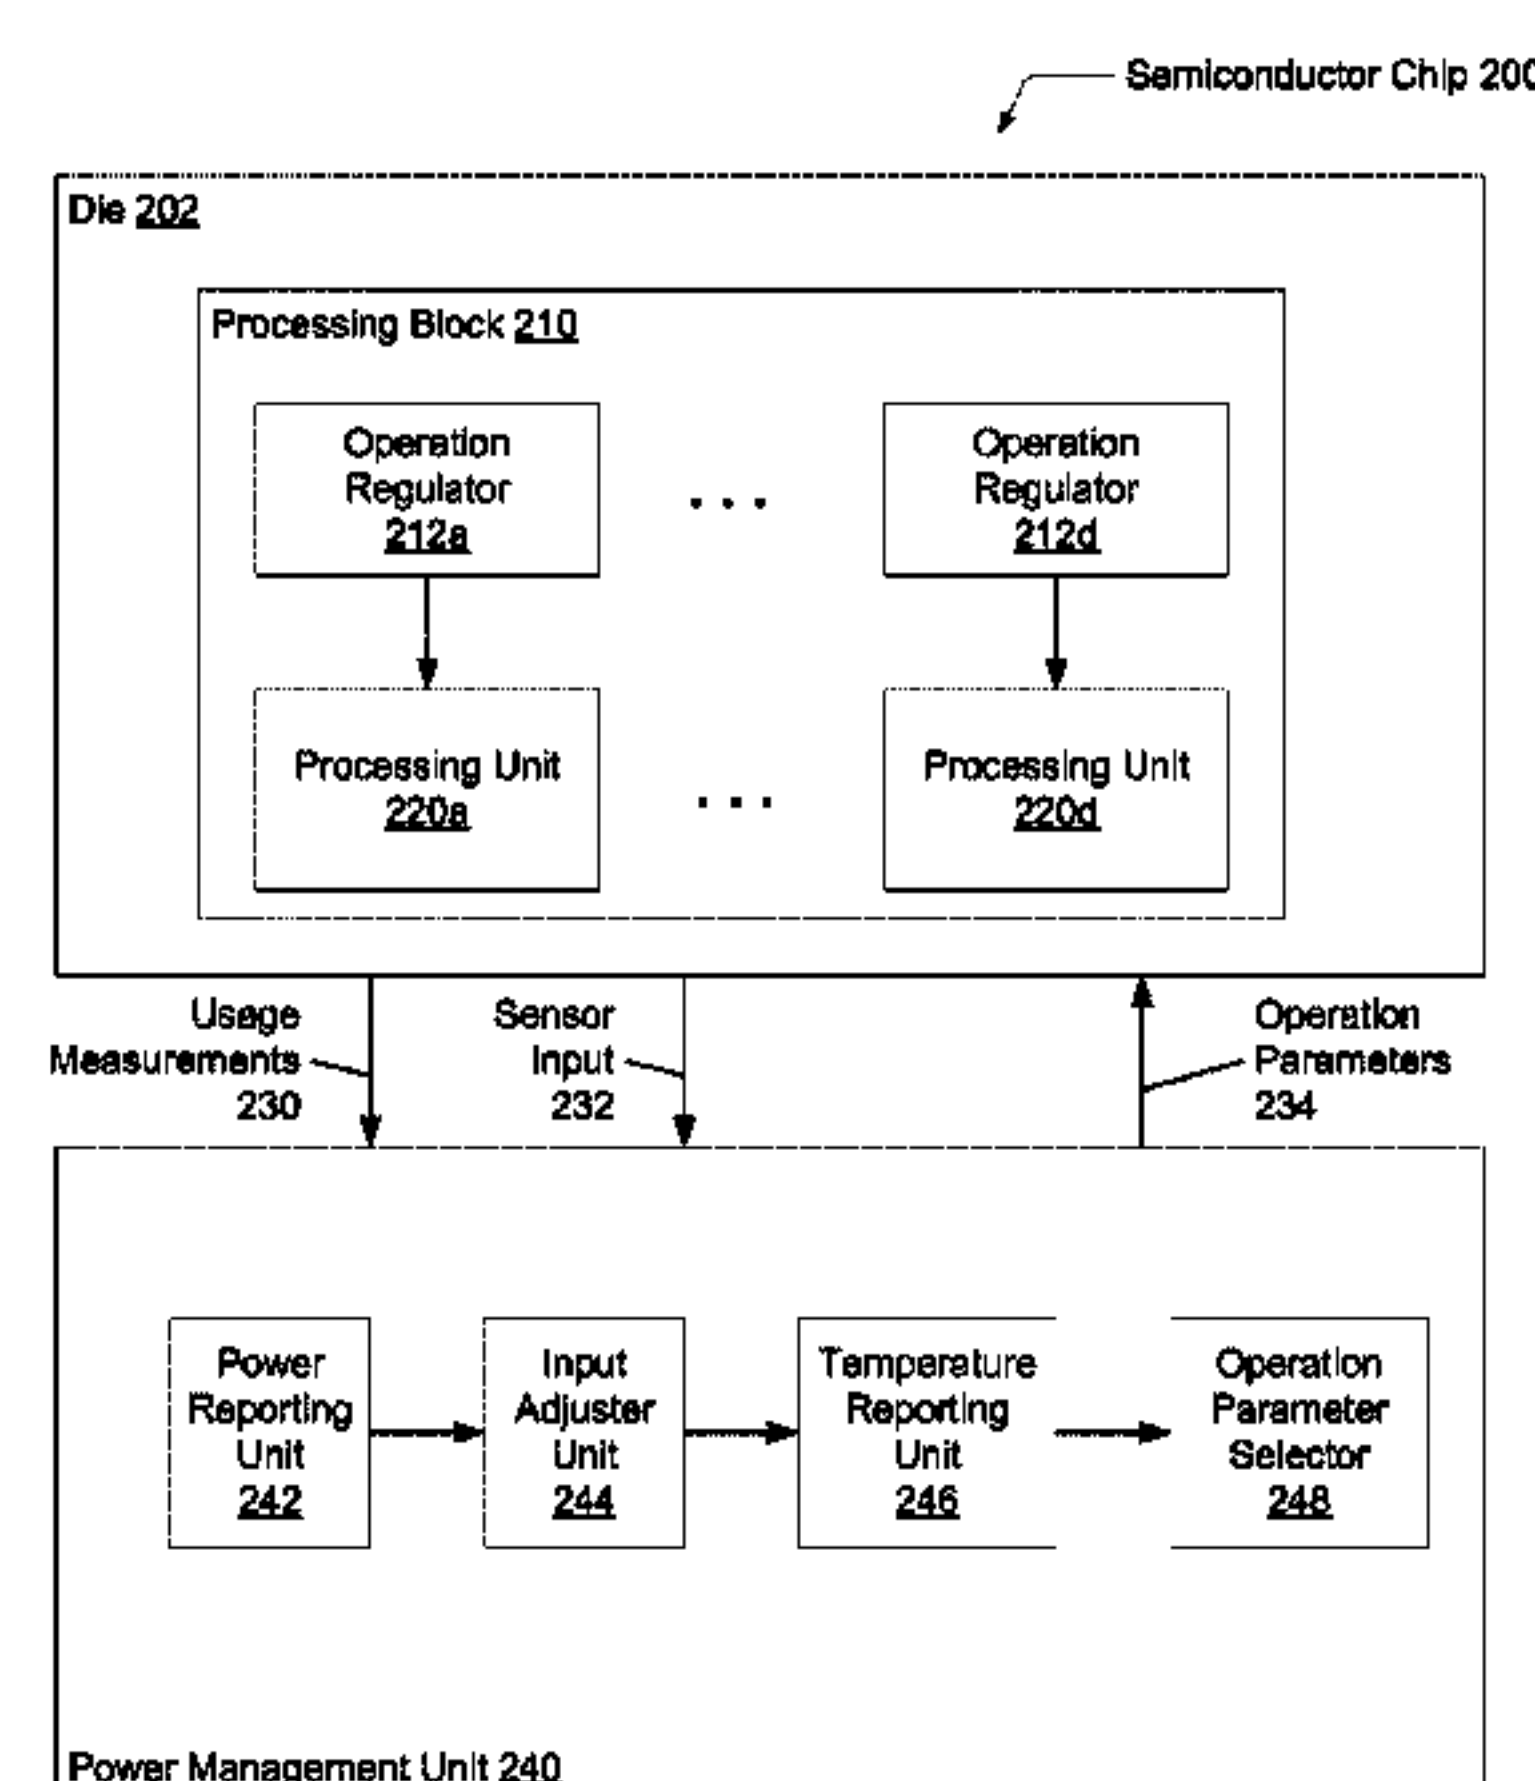 Semiconductor Chip 200
Die 202
Processing Block 210
Operation
Regulator
212a
. . .
Operation
Regulator
212d
Processing Unit
220a
. . .
Processing Unit
220d
Usage
Measurements
230
Sensor
Input
232
Operation
Parameters
234
Power
Reporting
Unit
242
Input
Adjuster
Unit
244
Temperature
Reporting
Unit
246
Operation
Parameter
Selector
248
Power Management Unit 240